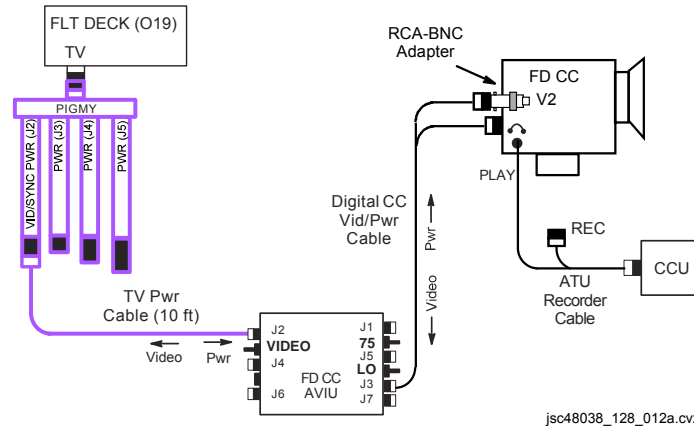 FLT DECK (O19)
TV
PIGMY
VID/SYNC PWR (J2)
PWR (J3)
PWR (J4)
PWR (J5)
RCA-BNC
Adapter
FD CC
V2
PLAY
Digital CC
Vid/Pwr
Cable
Pwr
Video
REC
ATU
Recorder
Cable
CCU
TV Pwr
Cable (10 ft)
Video
Pwr
J2
VIDEO
J4
J6
FD CC
AVIU
J1
75
J5
LO
J3
J7